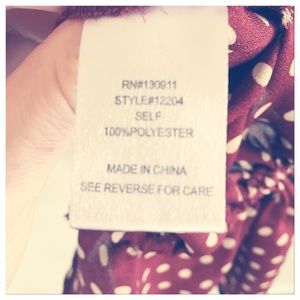 RN#130911
STYLE#12204
SELF
100%POLYESTER
MADE IN CHINA
SEE REVERSE FOR CARE